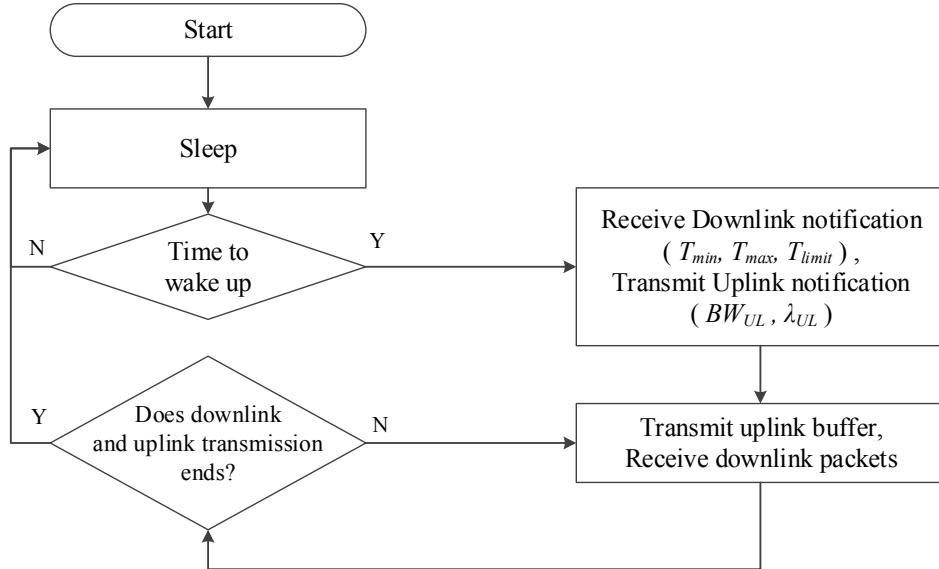 Start
Sleep
N
Time to
wake up
Y
Receive Downlink notification
( T_min, T_max, T_limit ) ,
Transmit Uplink notification
( BW_UL , λ_UL )
Y
Does downlink
and uplink transmission
ends?
N
Transmit uplink buffer,
Receive downlink packets